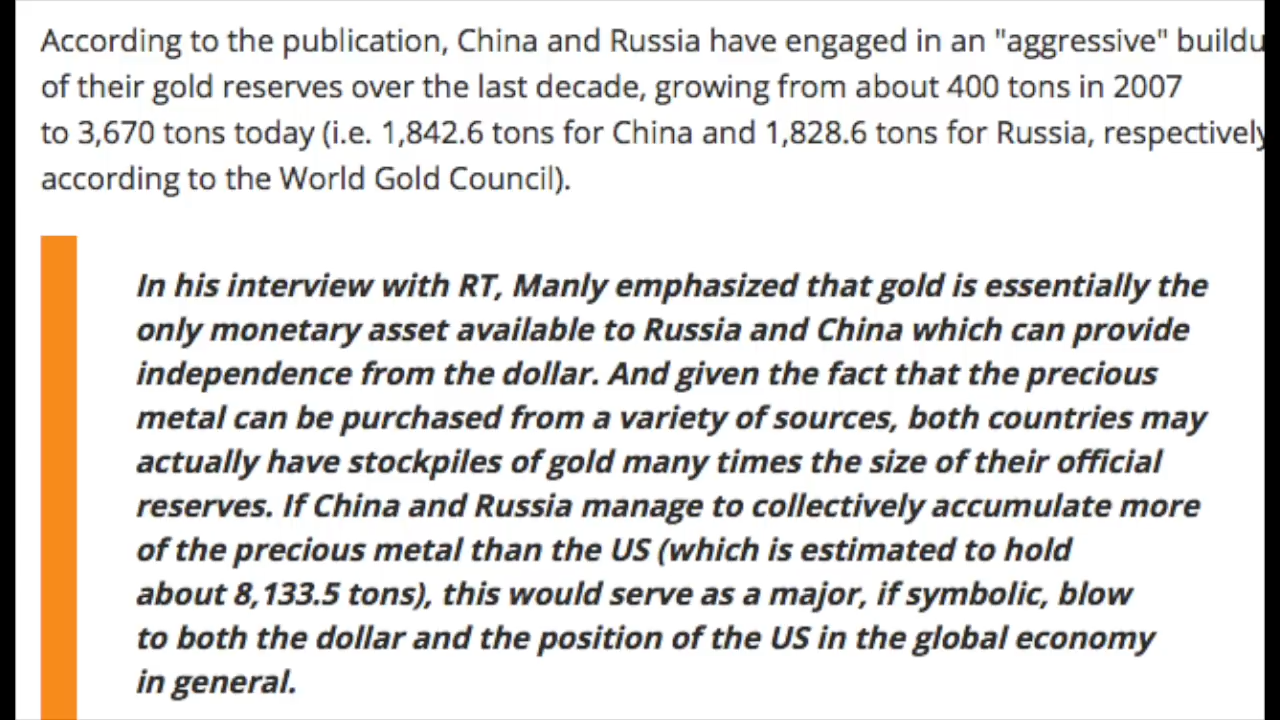 According to the publication, China and Russia have engaged in an "aggressive" buildu
of their gold reserves over the last decade, growing from about 400 tons in 2007
to 3,670 tons today (i.e. 1,842.6 tons for China and 1,828.6 tons for Russia, respectively
according to the World Gold Council).
In his interview with RT, Manly emphasized that gold is essentially the
only monetary asset available to Russia and China which can provide
independence from the dollar. And given the fact that the precious
metal can be purchased from a variety of sources, both countries may
actually have stockpiles of gold many times the size of their official
reserves. If China and Russia manage to collectively accumulate more
of the precious metal than the US (which is estimated to hold
about 8,133.5 tons), this would serve as a major, if symbolic, blow
to both the dollar and the position of the US in the global economy
in general.